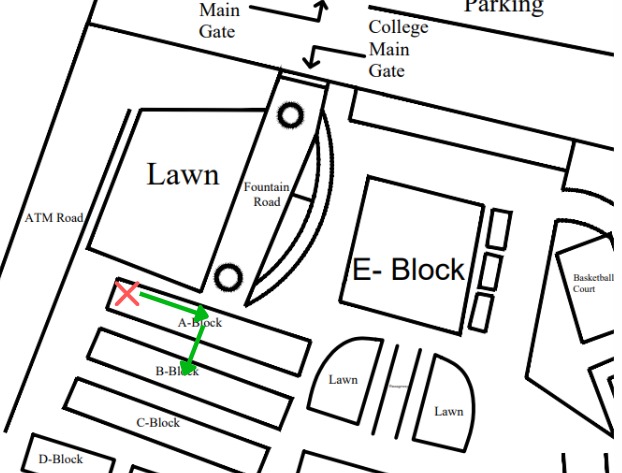 Parking
Main
Gate
College
Main
Gate
Lawn
Fountain
Road
ATM Road
E- Block
Basketball
Court
A-Block
B-Block
Lawn
Lawn
C-Block
D-Block